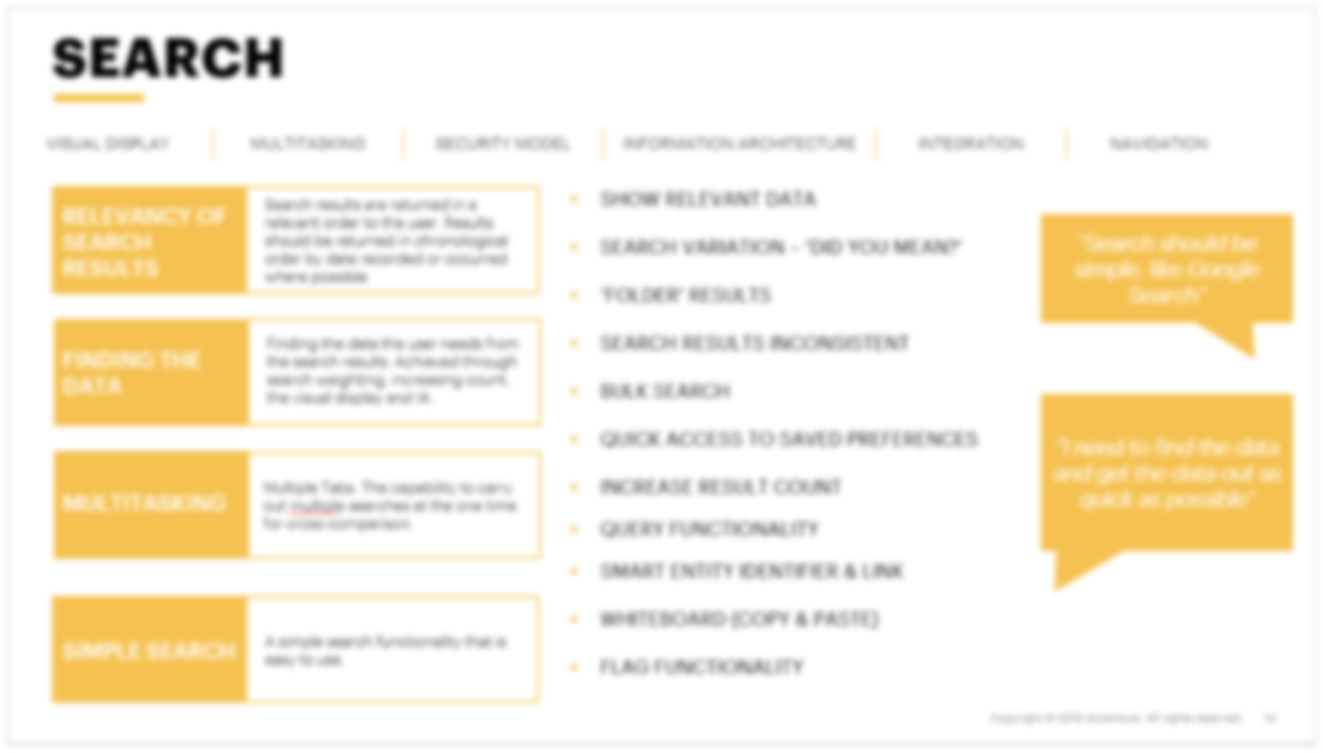 SEARCH
VISUAL DISPLAY
MULTITASKING
SECURITY MODEL
INFORMATION ARCHITECTURE
INTEGRATION
NAVIGATION
RELEVANCY OF
SEARCH
RESULTS
Search results are returned in a
relevant order to the user. Results
should be returned in chronological
order by date recorded or occurred
where possible
FINDING THE
DATA
Finding the data the user needs from
the search results. Achieved through
search weighting, increasing count,
the visual display and IA.
MULTITASKING
Multiple Tabs. The capability to carry
out multiple searches at the one time
for cross-comparison.
SIMPLE SEARCH
A simple search functionality that is
easy to use.
SHOW RELEVANT DATA
SEARCH VARIATION – "DID YOU MEAN?"
"FOLDER" RESULTS
SEARCH RESULTS INCONSISTENT
BULK SEARCH
QUICK ACCESS TO SAVED PREFERENCES
INCREASE RESULT COUNT
QUERY FUNCTIONALITY
SMART ENTITY IDENTIFIER & LINK
WHITEBOARD (COPY & PASTE)
FLAG FUNCTIONALITY
"Search should be
simple, like Google
Search"
"I need to find the data
and get the data out as
quick as possible"
Copyright © Accenture. All rights reserved.